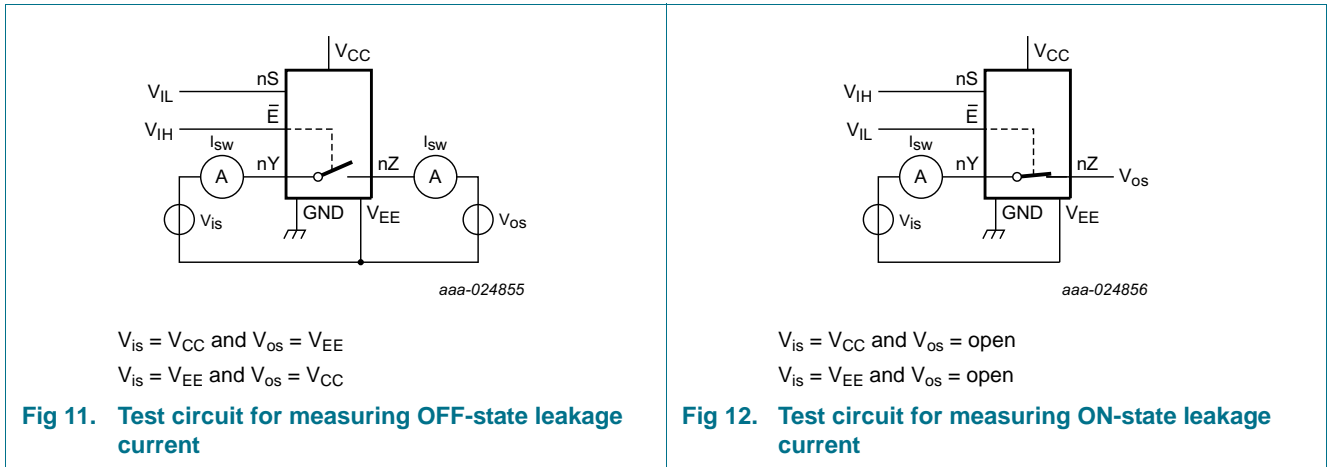 VCC
nS
VIL
Ē
VIH
Isw
Isw
nY
nZ
A
A
GND
VEE
Vis
Vos
aaa-024855
Vis = VCC and Vos = VEE
Vis = VEE and Vos = VCC
Fig 11. Test circuit for measuring OFF-state leakage
current
VCC
nS
VIH
Ē
VIL
Isw
nY
nZ
A
Vos
GND
VEE
Vis
aaa-024856
Vis = VCC and Vos = open
Vis = VEE and Vos = open
Fig 12. Test circuit for measuring ON-state leakage
current